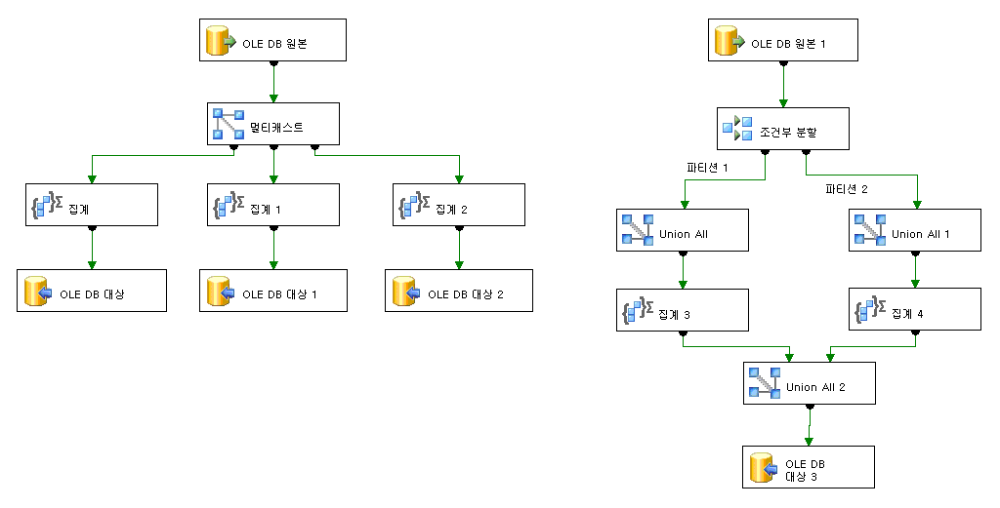 OLE DB 원본
멀티캐스트
집계
집계 1
집계 2
OLE DB 대상
OLE DB 대상 1
OLE DB 대상 2
OLE DB 원본 1
조건부 분할
파티션 1
파티션 2
Union All
Union All 1
집계 3
집계 4
Union All 2
OLE DB
대상 3